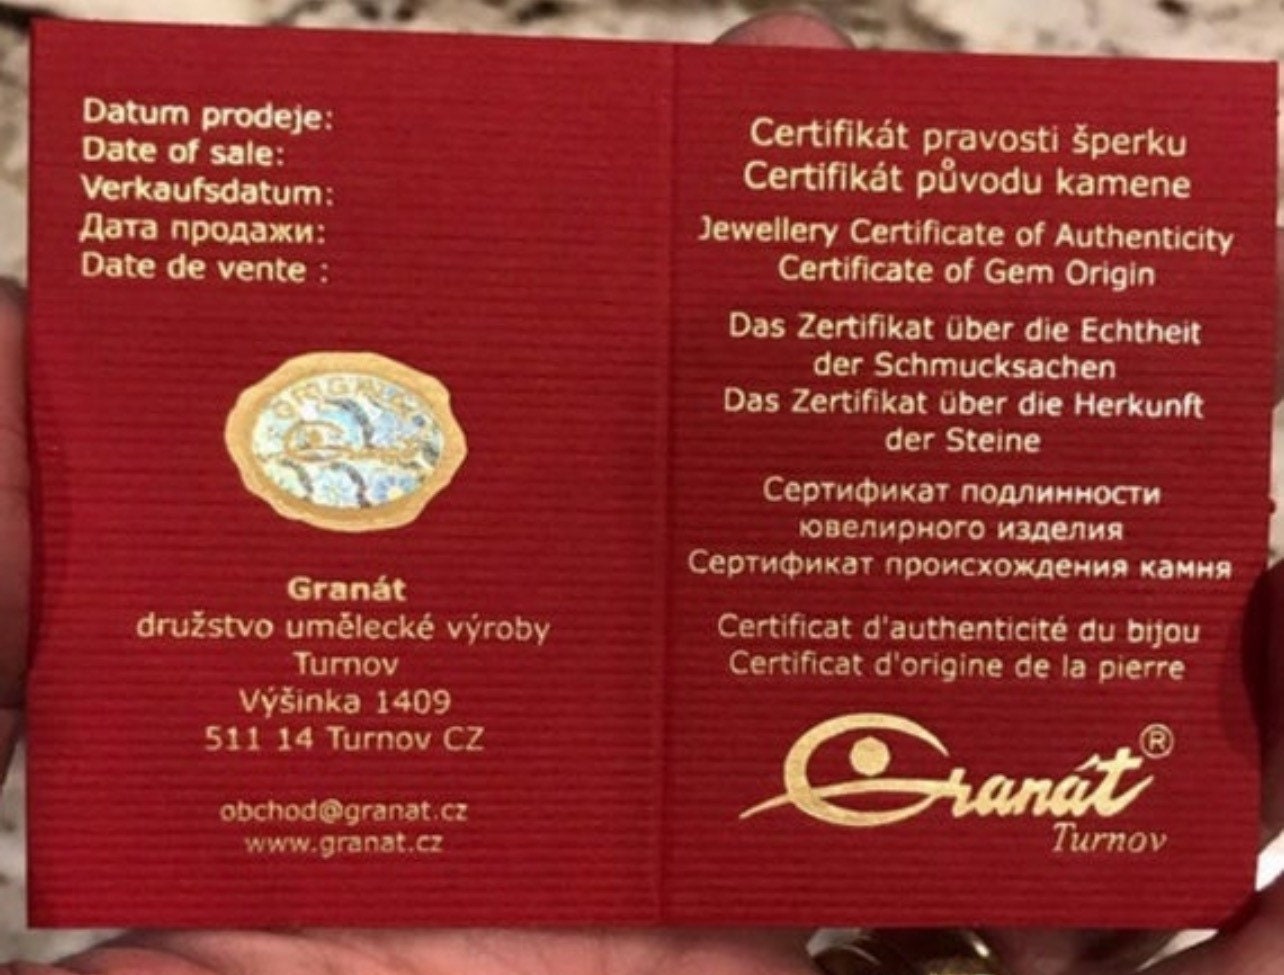 Datum prodeje:
Date of sale:
Verkaufsdatum:
Дата продажи:
Date de vente :
ORIGINAL
Granát
Granát
družstvo umělecké výroby
Turnov
Výšinka 1409
511 14 Turnov CZ
obchod@granat.cz
www.granat.cz
Certifikát pravosti šperku
Certifikát původu kamene
Jewellery Certificate of Authenticity
Certificate of Gem Origin
Das Zertifikat über die Echtheit
der Schmucksachen
Das Zertifikat über die Herkunft
der Steine
Сертификат подлинности
ювелирного изделия
Сертификат происхождения камня
Certificat d'authenticité du bijou
Certificat d'origine de la pierre
Granát®
Turnov